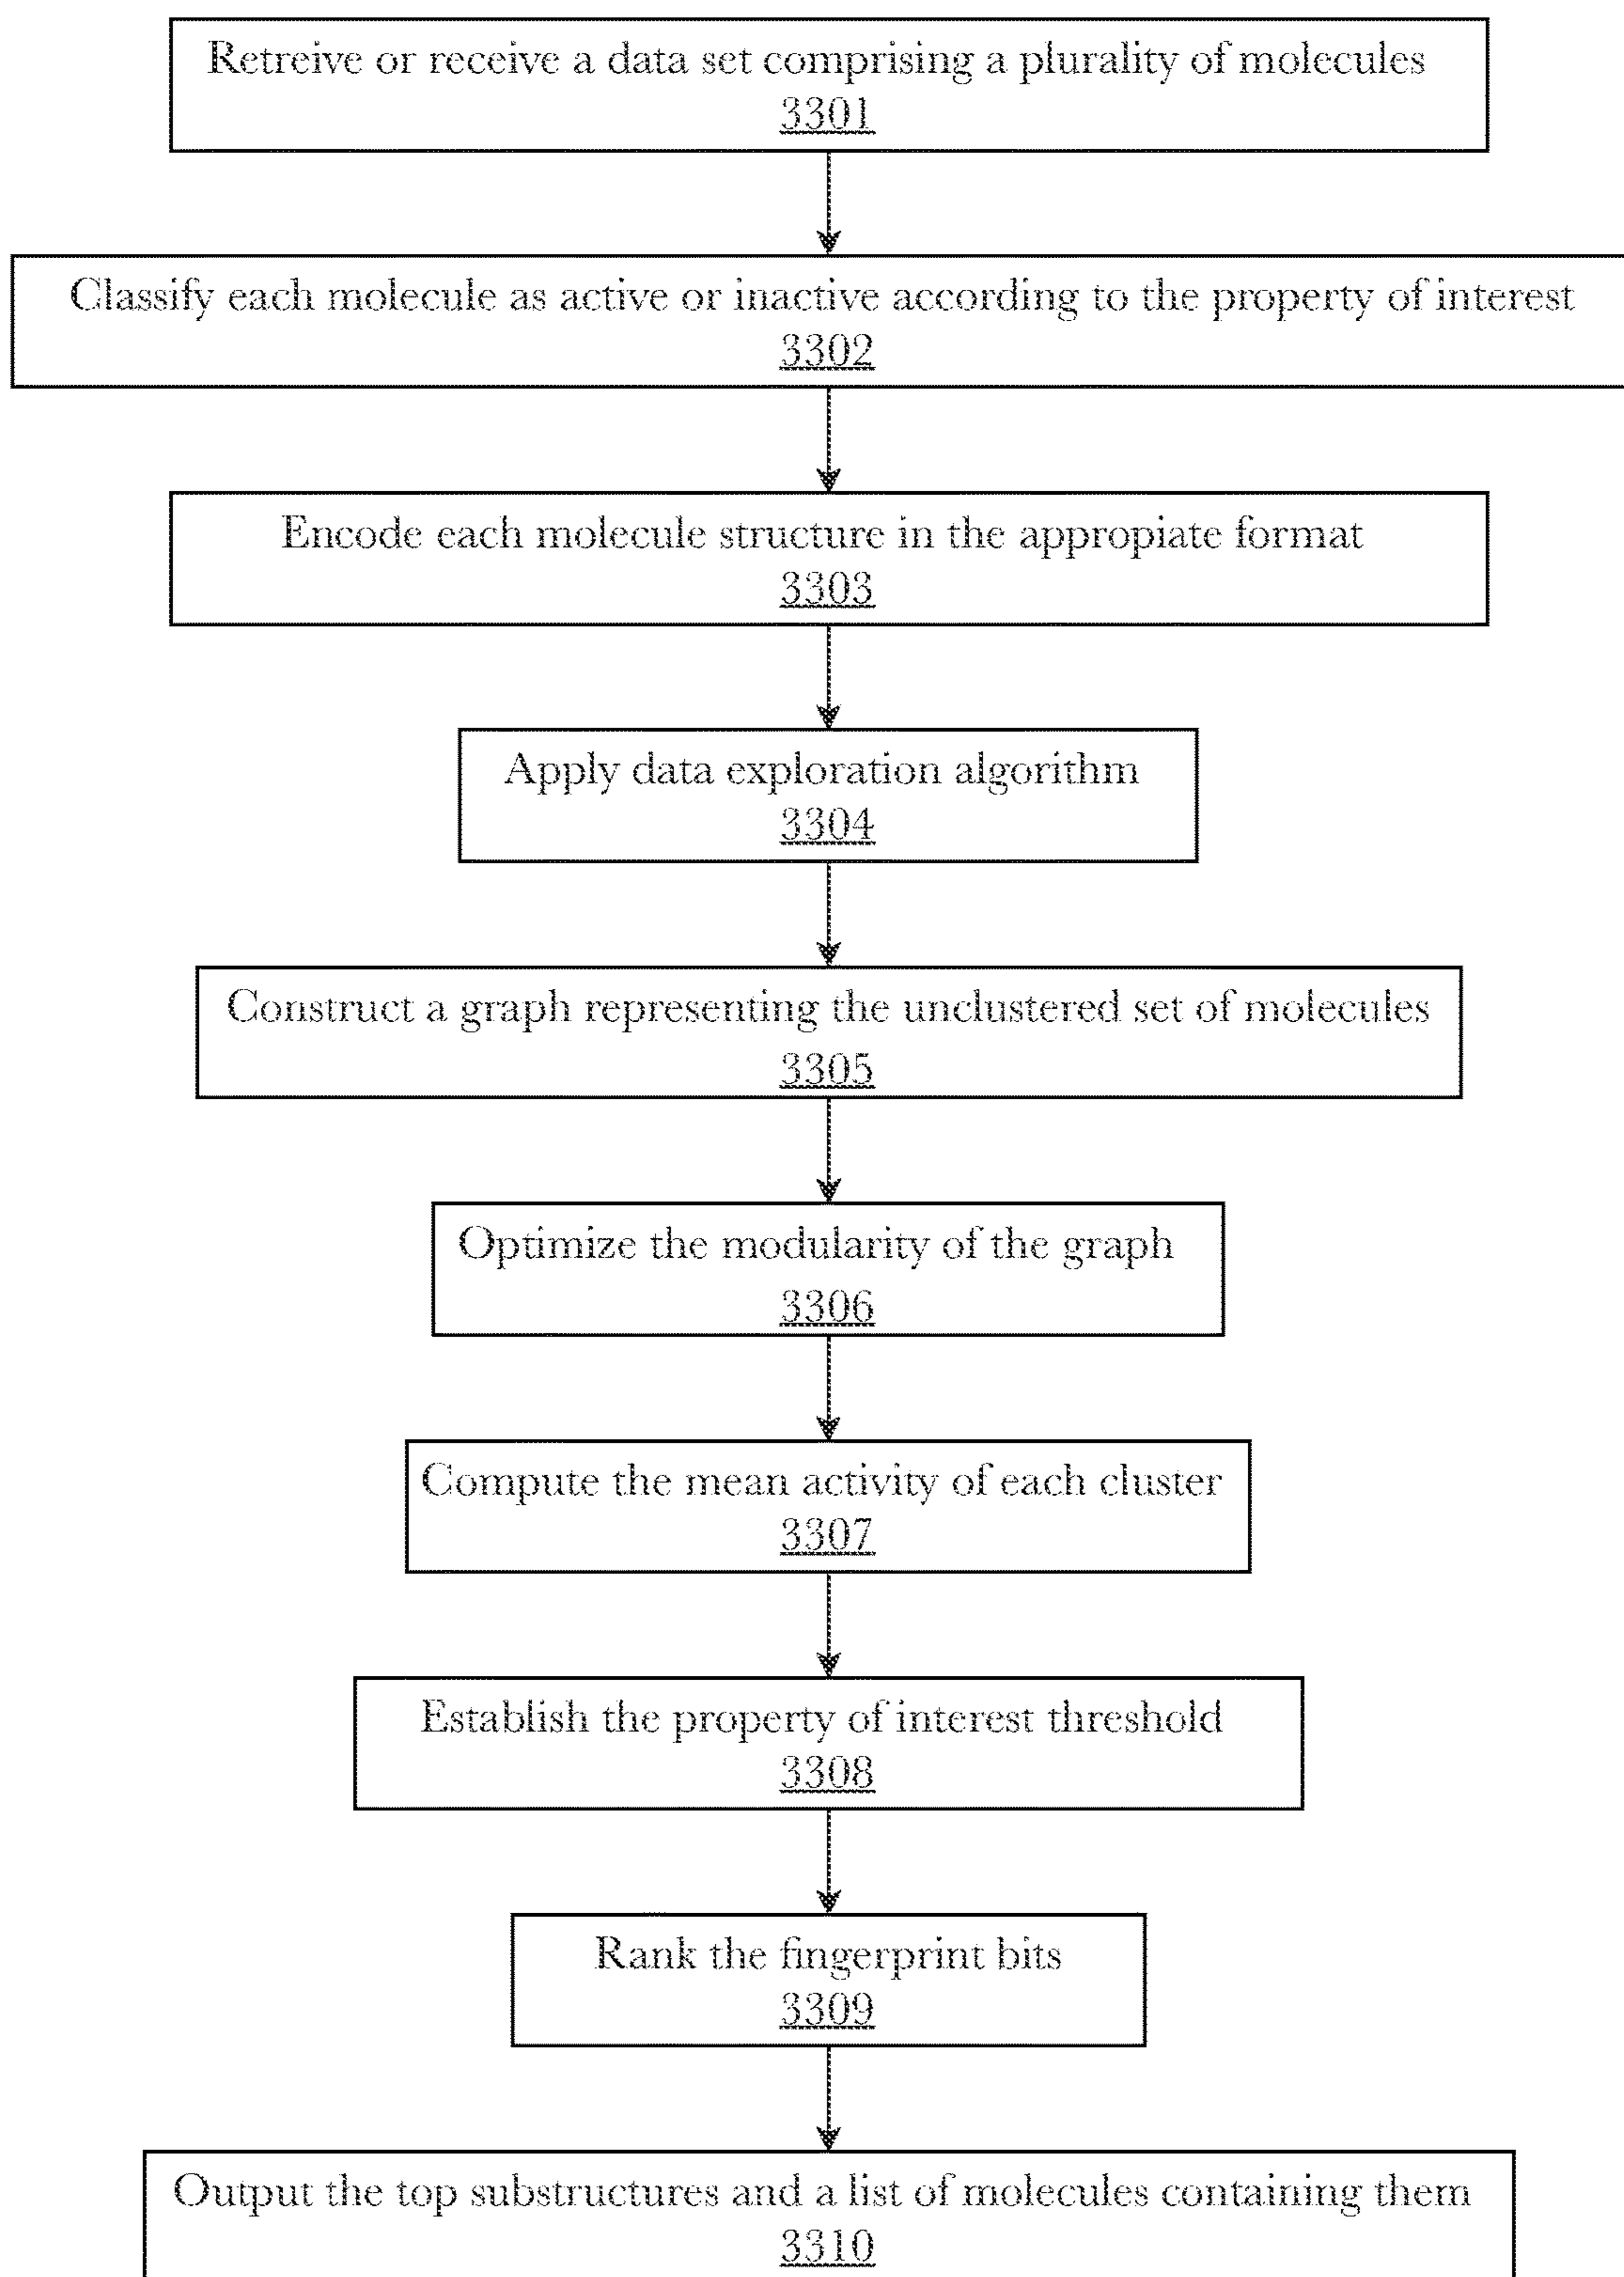 Retreive or receive a data set comprising a plurality of molecules
3301
Classify each molecule as active or inactive according to the property of interest
3302
Encode each molecule structure in the appropiate format
3303
Apply data exploration algorithm
3304
Construct a graph representing the unclustered set of molecules
3305
Optimize the modularity of the graph
3306
Compute the mean activity of each cluster
3307
Establish the property of interest threshold
3308
Rank the fingerprint bits
3309
Output the top substructures and a list of molecules containing them
3310